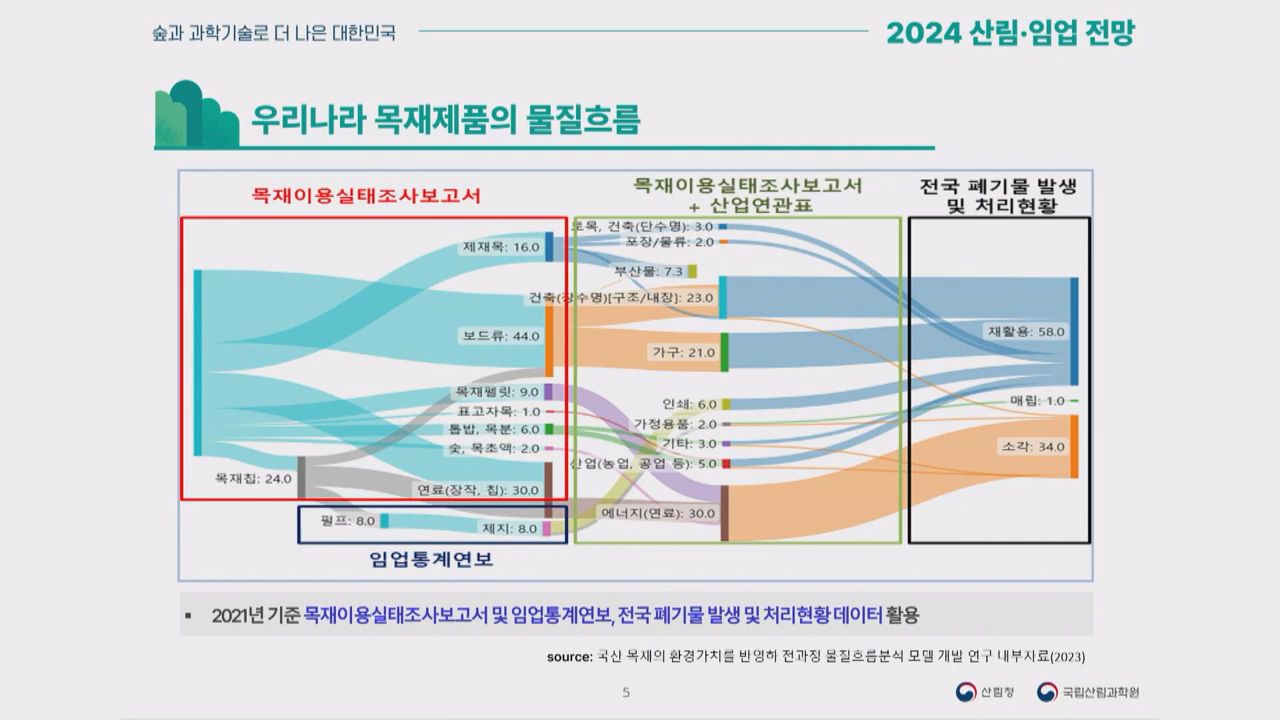 숲과 과학기술로 더 나은 대한민국
2024 산림·임업 전망
우리나라 목재제품의 물질흐름
목재이용실태조사보고서
목재이용실태조사보고서
+ 산업연관표
전국 폐기물 발생
및 처리현황
제재목: 16.0
보드류: 44.0
목재펠릿: 9.0
표고자목: 1.0
톱밥, 목분: 6.0
숯, 목초액: 2.0
목재칩: 24.0
연료(장작, 칩): 30.0
펄프: 8.0
제지: 8.0
임업통계연보
토목, 건축(단수명): 3.0
포장/물류: 2.0
부산물: 7.3
건축(장수명)[구조/내장]: 23.0
가구: 21.0
인쇄: 6.0
가정용품: 2.0
기타: 3.0
산업(농업, 공업 등): 5.0
에너지(연료): 30.0
재활용: 58.0
매립: 1.0
소각: 34.0
▪ 2021년 기준 목재이용실태조사보고서 및 임업통계연보, 전국 폐기물 발생 및 처리현황 데이터 활용
source: 국산 목재의 환경가치를 반영하 전과정 물질흐름분석 모델 개발 연구 내부자료(2023)
5
산림청
국립산림과학원